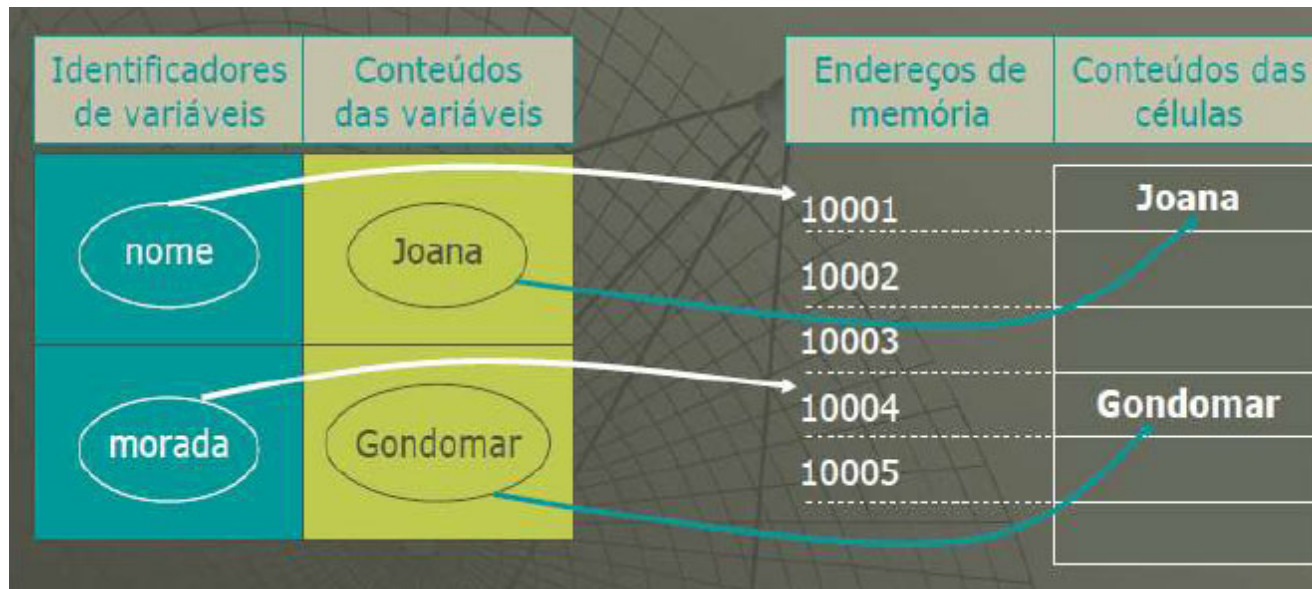 Identificadores
de variáveis
Conteúdos
das variáveis
nome
Joana
morada
Gondomar
Endereços de
memória
Conteúdos das
células
10001
Joana
10002
10003
10004
Gondomar
10005